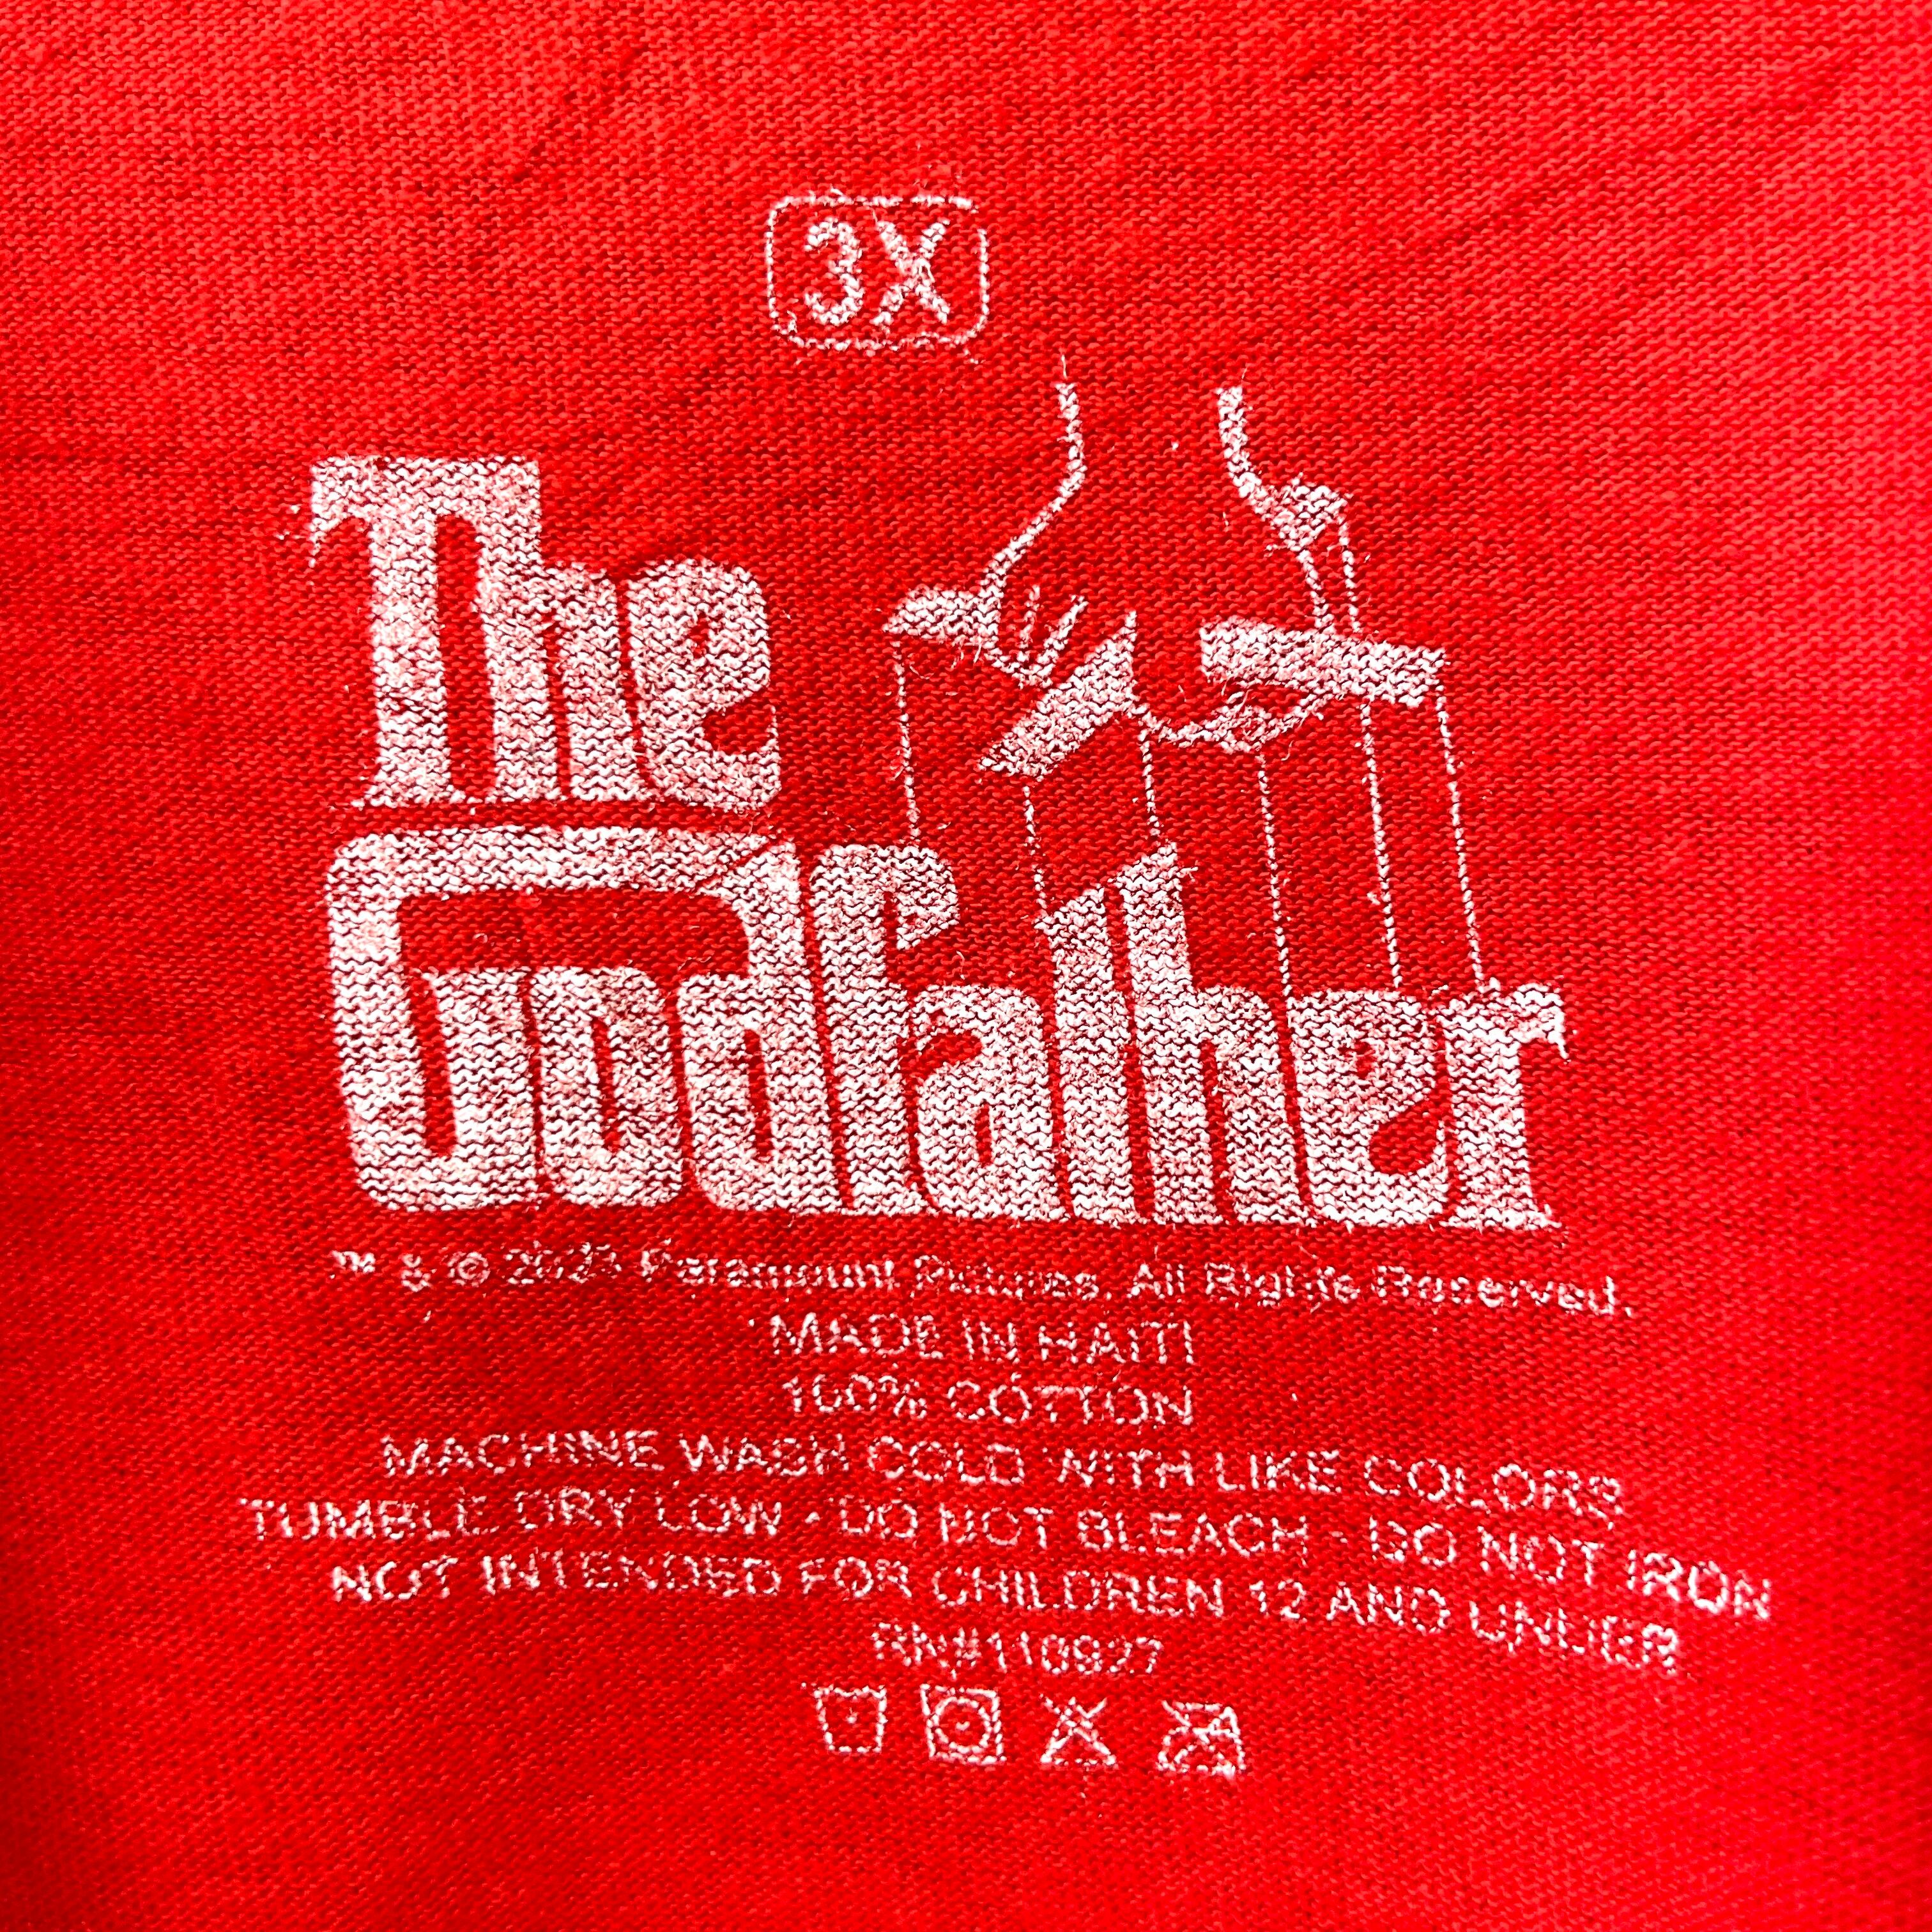 3X
The
Godfather
™ & © Paramount Pictures. All Rights Reserved.
MADE IN HAITI
100% COTTON
MACHINE WASH COLD WITH LIKE COLORS
TUMBLE DRY LOW - DO NOT BLEACH - DO NOT IRON
NOT INTENDED FOR CHILDREN 12 AND UNDER
RN#110927